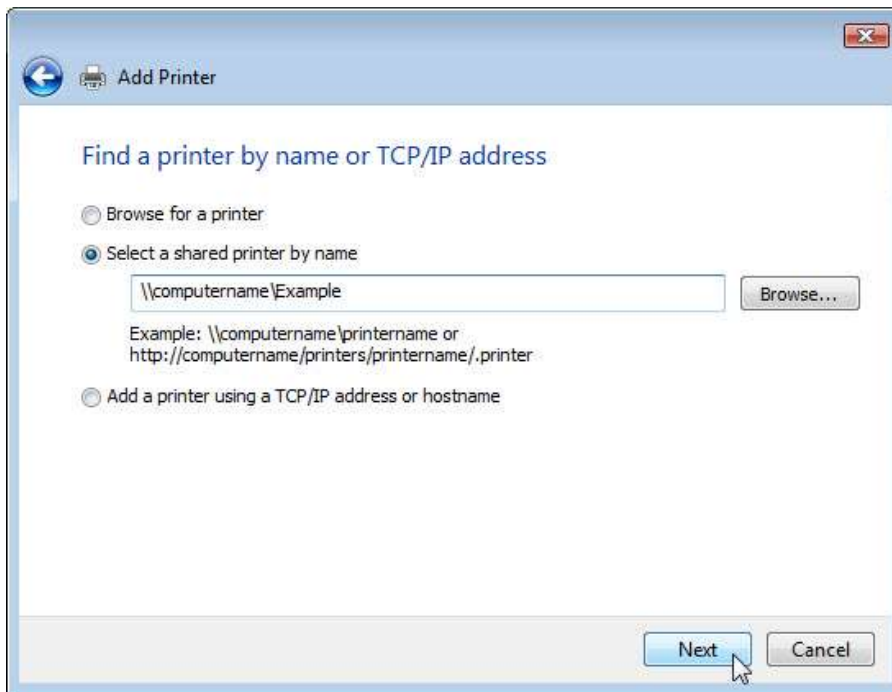 Add Printer
Find a printer by name or TCP/IP address
Browse for a printer
Select a shared printer by name
\\computername\Example
Browse...
Example: \\computername\printername or
http://computername/printers/printername/.printer
Add a printer using a TCP/IP address or hostname
Next
Cancel